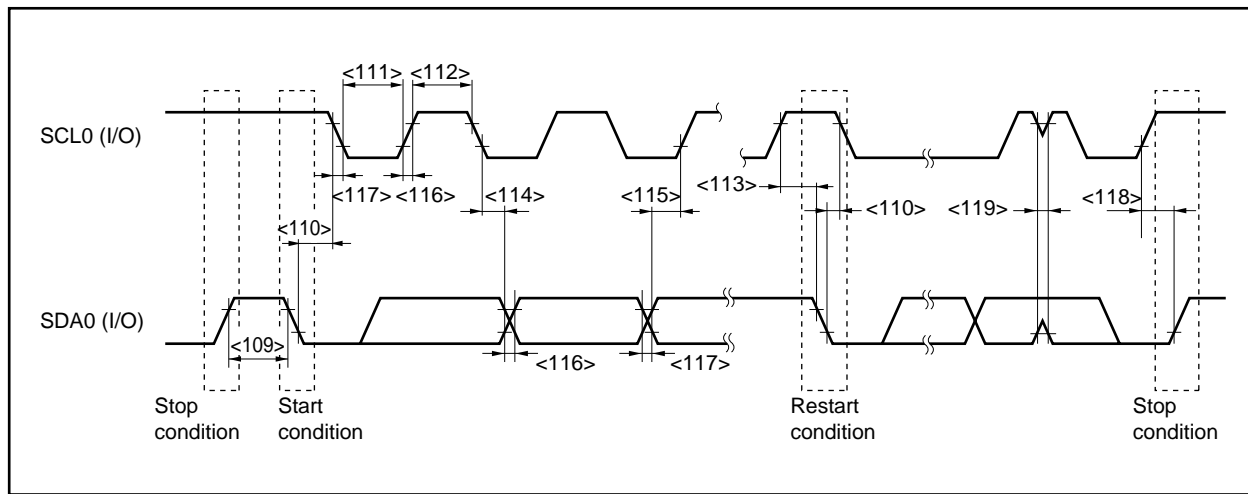 <111> <112>
SCL0 (I/O)
<117> <116> <114> <115> <113>
<110> <110> <119> <118>
SDA0 (I/O)
<109> <116> <117>
Stop
condition
Start
condition
Restart
condition
Stop
condition